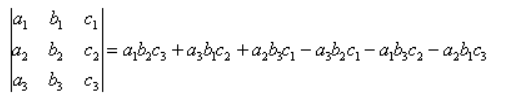 |a₁ b₁ c₁|
|a₂ b₂ c₂| = a₁b₂c₃ + a₃b₁c₂ + a₂b₃c₁ − a₃b₂c₁ − a₁b₃c₂ − a₂b₁c₃
|a₃ b₃ c₃|